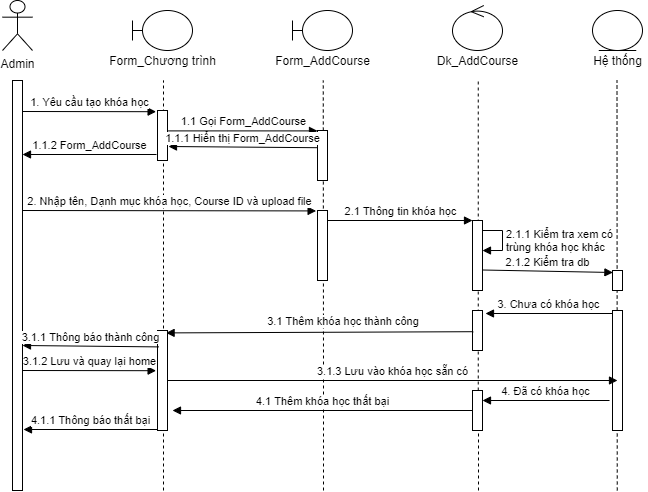 Admin
Form_Chương trình
Form_AddCourse
Dk_AddCourse
Hệ thống
1. Yêu cầu tạo khóa học
1.1 Gọi Form_AddCourse
1.1.1 Hiển thị Form_AddCourse
1.1.2 Form_AddCourse
2. Nhập tên, Danh mục khóa học, Course ID và upload file
2.1 Thông tin khóa học
2.1.1 Kiểm tra xem có
trùng khóa học khác
2.1.2 Kiểm tra db
3. Chưa có khóa học
3.1 Thêm khóa học thành công
3.1.1 Thông báo thành công
3.1.2 Lưu và quay lại home
3.1.3 Lưu vào khóa học sẵn có
4. Đã có khóa học
4.1 Thêm khóa học thất bại
4.1.1 Thông báo thất bại